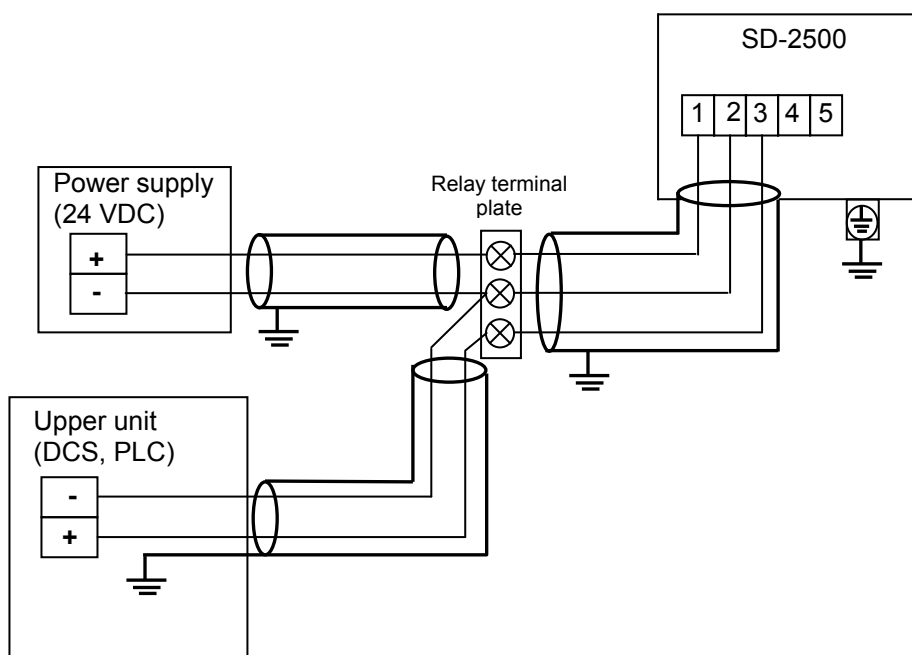 SD-2500
1 2 3 4 5
Power supply
(24 VDC)
+
-
Relay terminal
plate
Upper unit
(DCS, PLC)
-
+